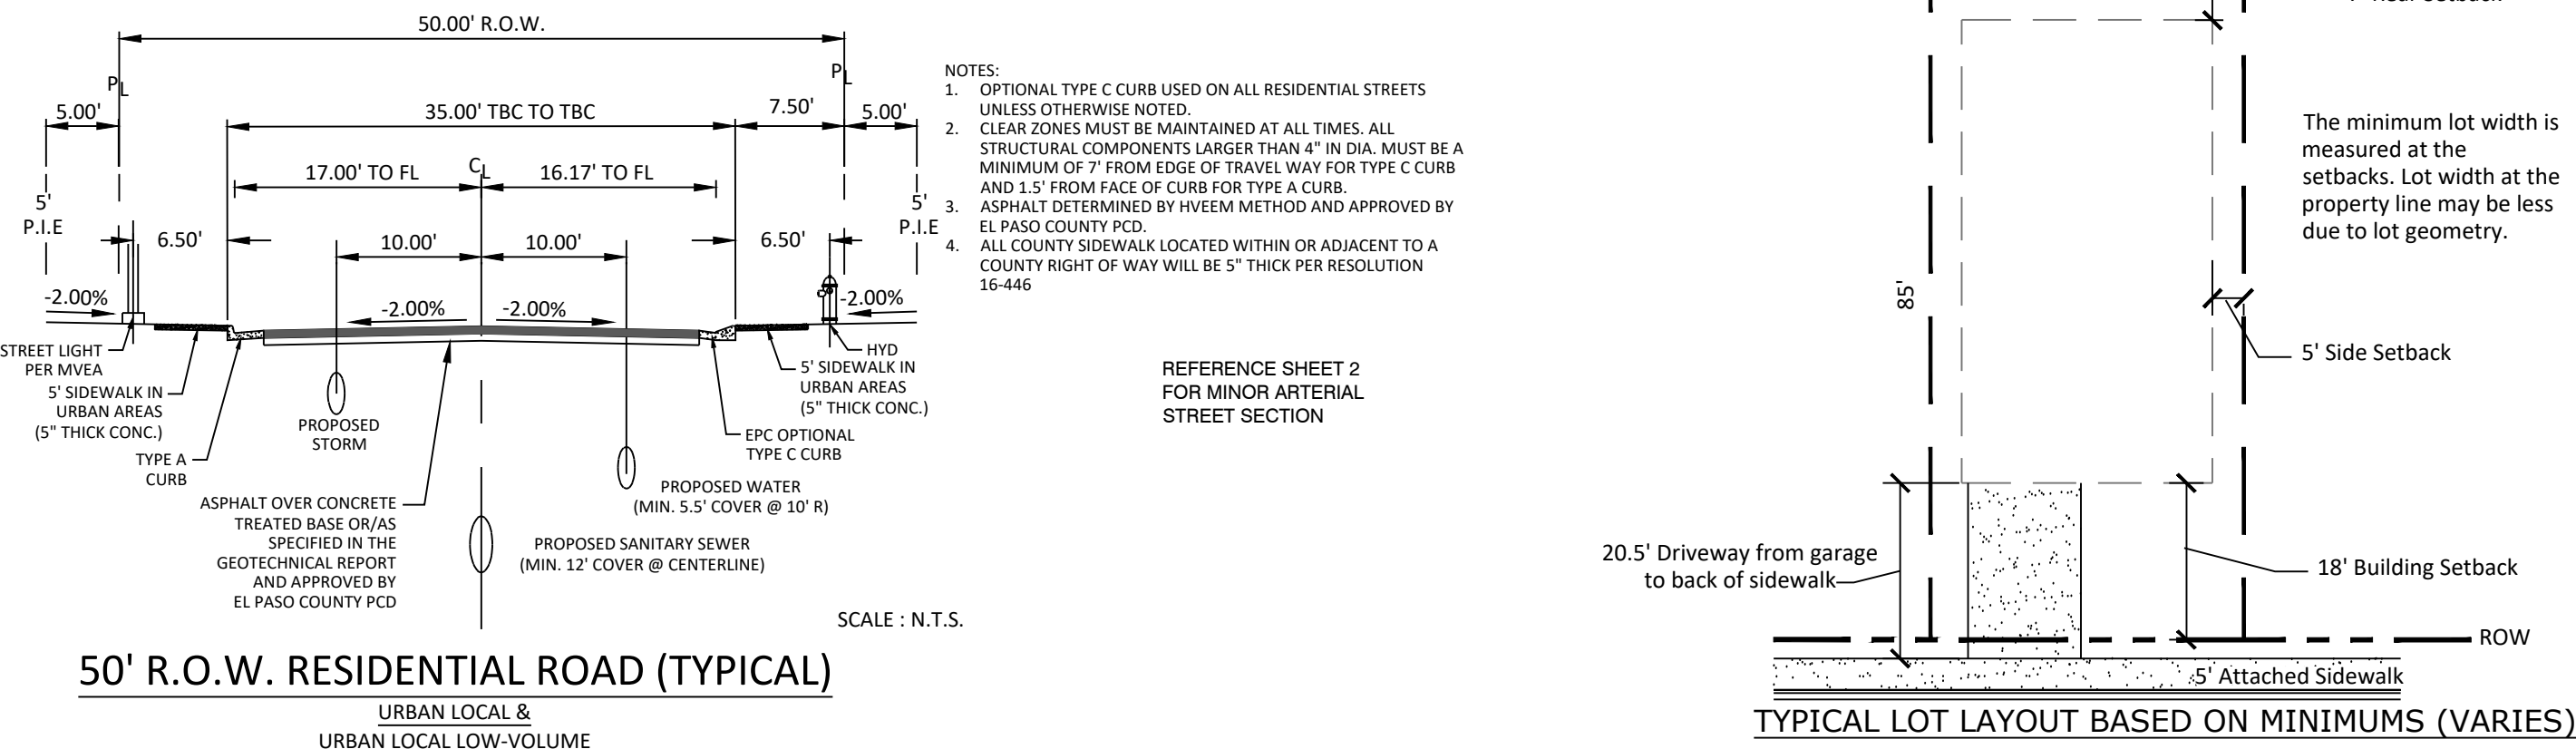 50.00' R.O.W.
PL
PL
5.00'
35.00' TBC TO TBC
7.50'
5.00'
17.00' TO FL
CL
16.17' TO FL
5'
P.I.E
5'
P.I.E
6.50'
10.00'
10.00'
6.50'
-2.00%
-2.00%
-2.00%
-2.00%
STREET LIGHT
PER MVEA
5' SIDEWALK IN
URBAN AREAS
(5" THICK CONC.)
TYPE A
CURB
PROPOSED
STORM
ASPHALT OVER CONCRETE
TREATED BASE OR/AS
SPECIFIED IN THE
GEOTECHNICAL REPORT
AND APPROVED BY
EL PASO COUNTY PCD
HYD
5' SIDEWALK IN
URBAN AREAS
(5" THICK CONC.)
EPC OPTIONAL
TYPE C CURB
PROPOSED WATER
(MIN. 5.5' COVER @ 10' R)
PROPOSED SANITARY SEWER
(MIN. 12' COVER @ CENTERLINE)
SCALE : N.T.S.
50' R.O.W. RESIDENTIAL ROAD (TYPICAL)
URBAN LOCAL &
URBAN LOCAL LOW-VOLUME
NOTES:
1. OPTIONAL TYPE C CURB USED ON ALL RESIDENTIAL STREETS
UNLESS OTHERWISE NOTED.
2. CLEAR ZONES MUST BE MAINTAINED AT ALL TIMES. ALL
STRUCTURAL COMPONENTS LARGER THAN 4" IN DIA. MUST BE A
MINIMUM OF 7' FROM EDGE OF TRAVEL WAY FOR TYPE C CURB
AND 1.5' FROM FACE OF CURB FOR TYPE A CURB.
3. ASPHALT DETERMINED BY HVEEM METHOD AND APPROVED BY
EL PASO COUNTY PCD.
4. ALL COUNTY SIDEWALK LOCATED WITHIN OR ADJACENT TO A
COUNTY RIGHT OF WAY WILL BE 5" THICK PER RESOLUTION
16-446
REFERENCE SHEET 2
FOR MINOR ARTERIAL
STREET SECTION
Rear Setback
The minimum lot width is
measured at the
setbacks. Lot width at the
property line may be less
due to lot geometry.
85'
5' Side Setback
20.5' Driveway from garage
to back of sidewalk
18' Building Setback
ROW
5' Attached Sidewalk
TYPICAL LOT LAYOUT BASED ON MINIMUMS (VARIES)